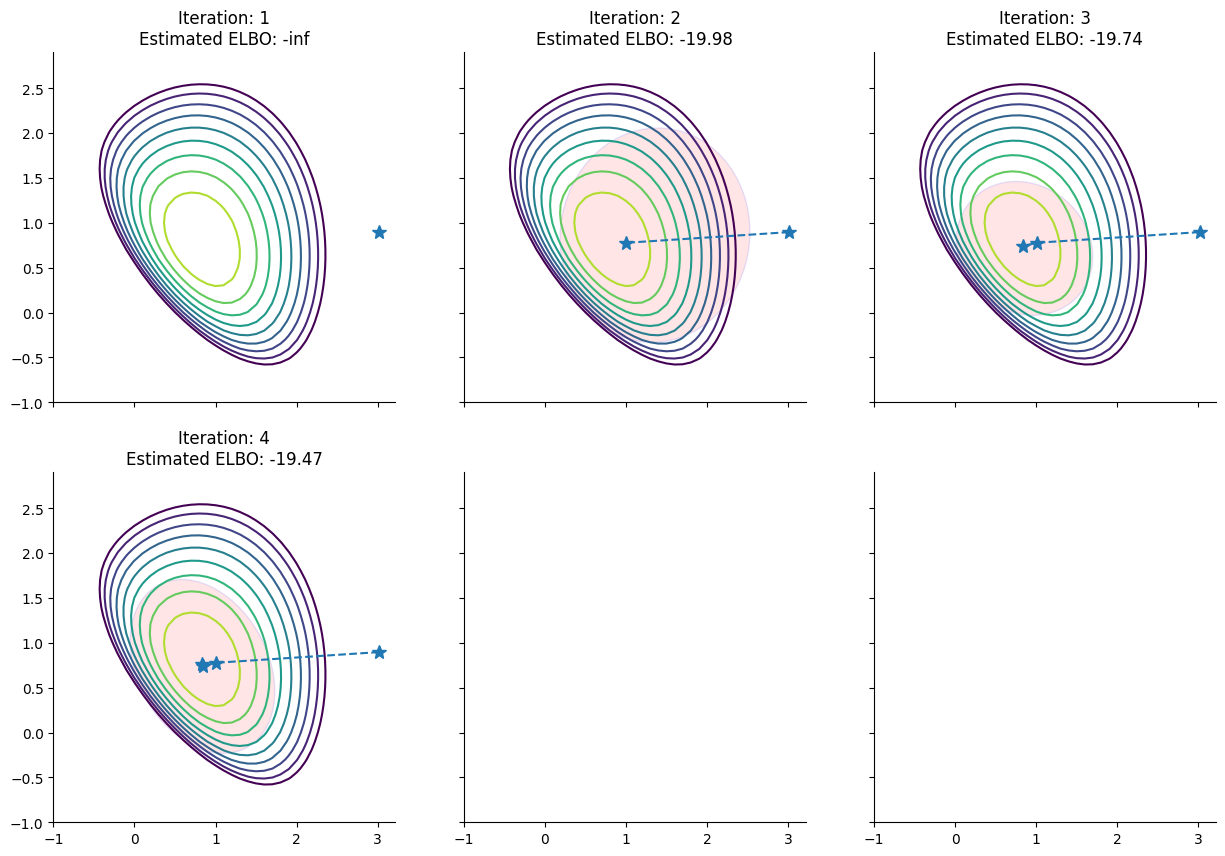 Iteration: 1
Estimated ELBO: -inf
Iteration: 2
Estimated ELBO: -19.98
Iteration: 3
Estimated ELBO: -19.74
2.5
2.0
1.5
1.0
0.5
0.0
−0.5
−1.0
Iteration: 4
Estimated ELBO: -19.47
2.5
2.0
1.5
1.0
0.5
0.0
−0.5
−1.0
−1 0 1 2 3
−1 0 1 2 3
−1 0 1 2 3